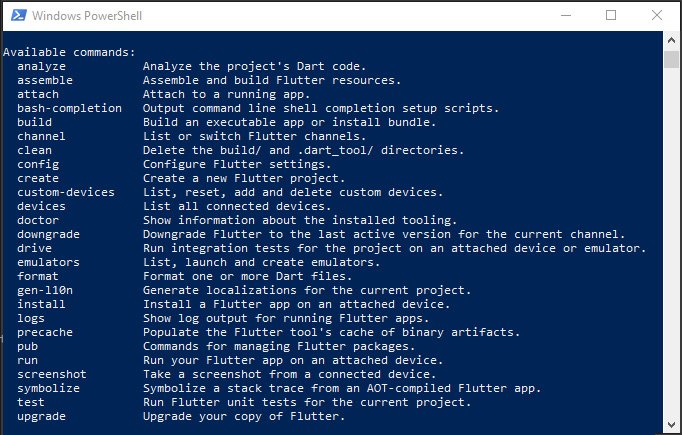 Windows PowerShell
Available commands:
analyze Analyze the project's Dart code.
assemble Assemble and build Flutter resources.
attach Attach to a running app.
bash-completion Output command line shell completion setup scripts.
build Build an executable app or install bundle.
channel List or switch Flutter channels.
clean Delete the build/ and .dart_tool/ directories.
config Configure Flutter settings.
create Create a new Flutter project.
custom-devices List, reset, add and delete custom devices.
devices List all connected devices.
doctor Show information about the installed tooling.
downgrade Downgrade Flutter to the last active version for the current channel.
drive Run integration tests for the project on an attached device or emulator.
emulators List, launch and create emulators.
format Format one or more Dart files.
gen-l10n Generate localizations for the current project.
install Install a Flutter app on an attached device.
logs Show log output for running Flutter apps.
precache Populate the Flutter tool's cache of binary artifacts.
pub Commands for managing Flutter packages.
run Run your Flutter app on an attached device.
screenshot Take a screenshot from a connected device.
symbolize Symbolize a stack trace from an AOT-compiled Flutter app.
test Run Flutter unit tests for the current project.
upgrade Upgrade your copy of Flutter.